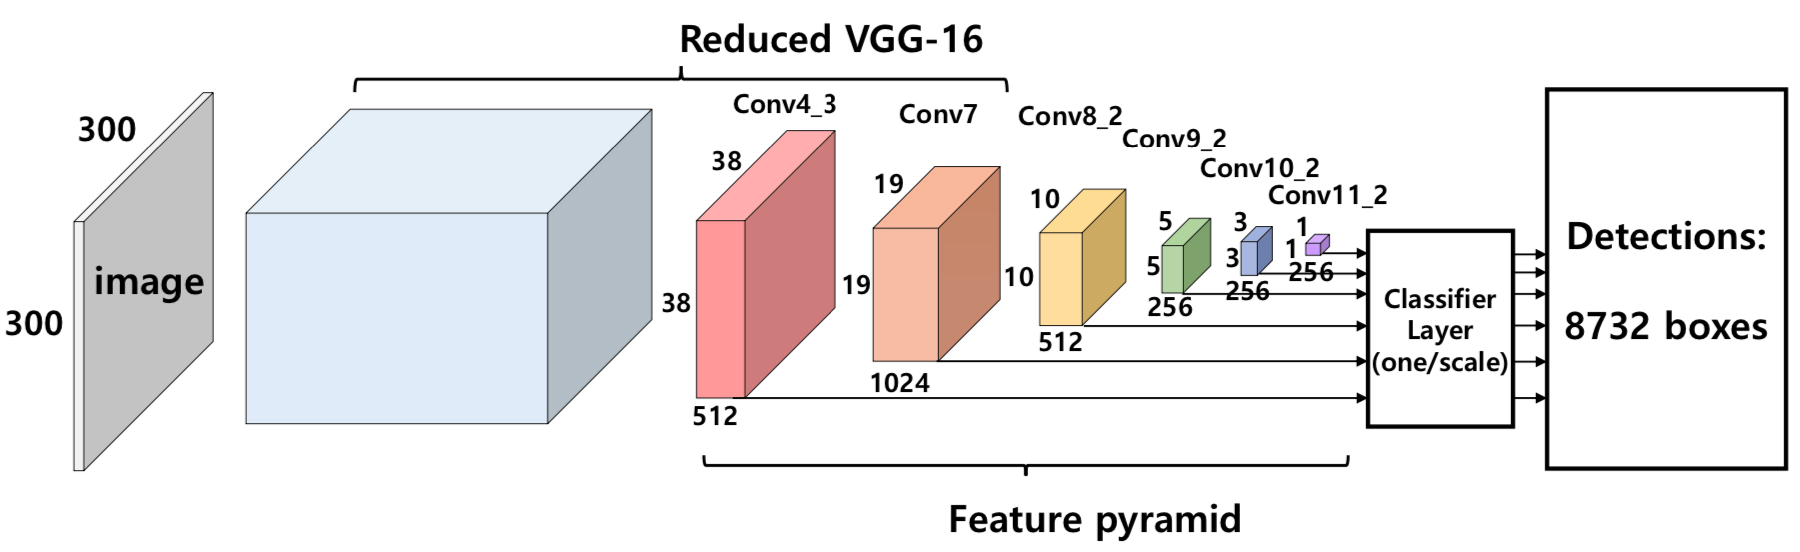 Reduced VGG-16
300
300
image
Conv4_3
38
38
512
Conv7
19
19
1024
Conv8_2
10
10
512
Conv9_2
5
5
256
Conv10_2
3
3
256
Conv11_2
1
1
256
Classifier
Layer
(one/scale)
Detections:
8732 boxes
Feature pyramid